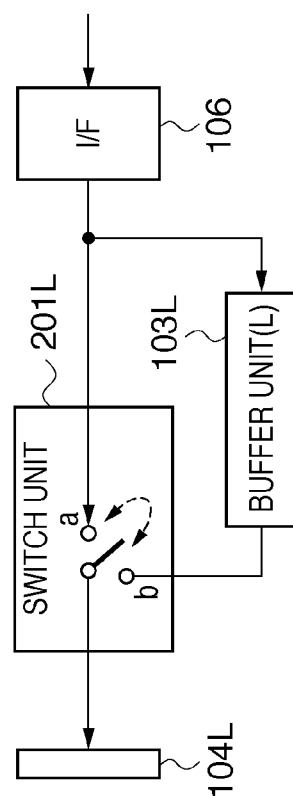 SWITCH UNIT
201L
a
b
I/F
106
BUFFER UNIT(L)
103L
104L